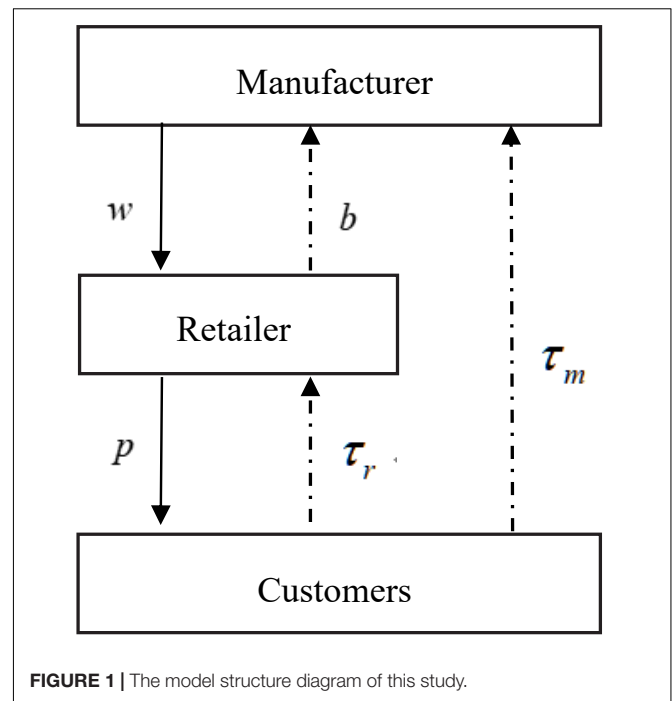 Manufacturer
w
b
Retailer
τm
p
τr
Customers
FIGURE 1 | The model structure diagram of this study.